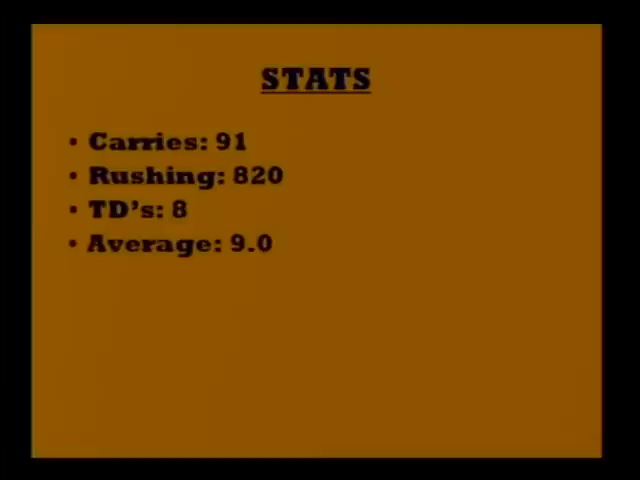 STATS
• Carries: 91
• Rushing: 820
• TD's: 8
• Average: 9.0